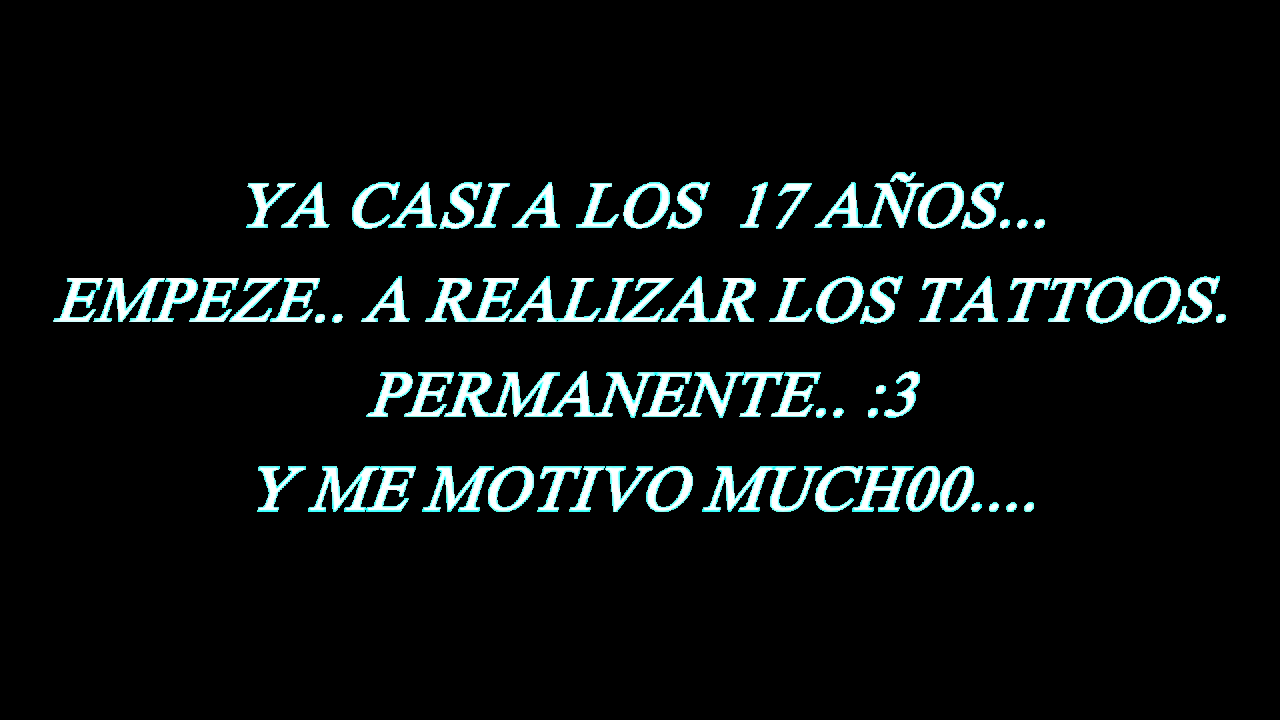 YA CASI A LOS  17 AÑOS...
EMPEZE.. A REALIZAR LOS TATTOOS.
PERMANENTE.. :3
Y ME MOTIVO MUCH00....